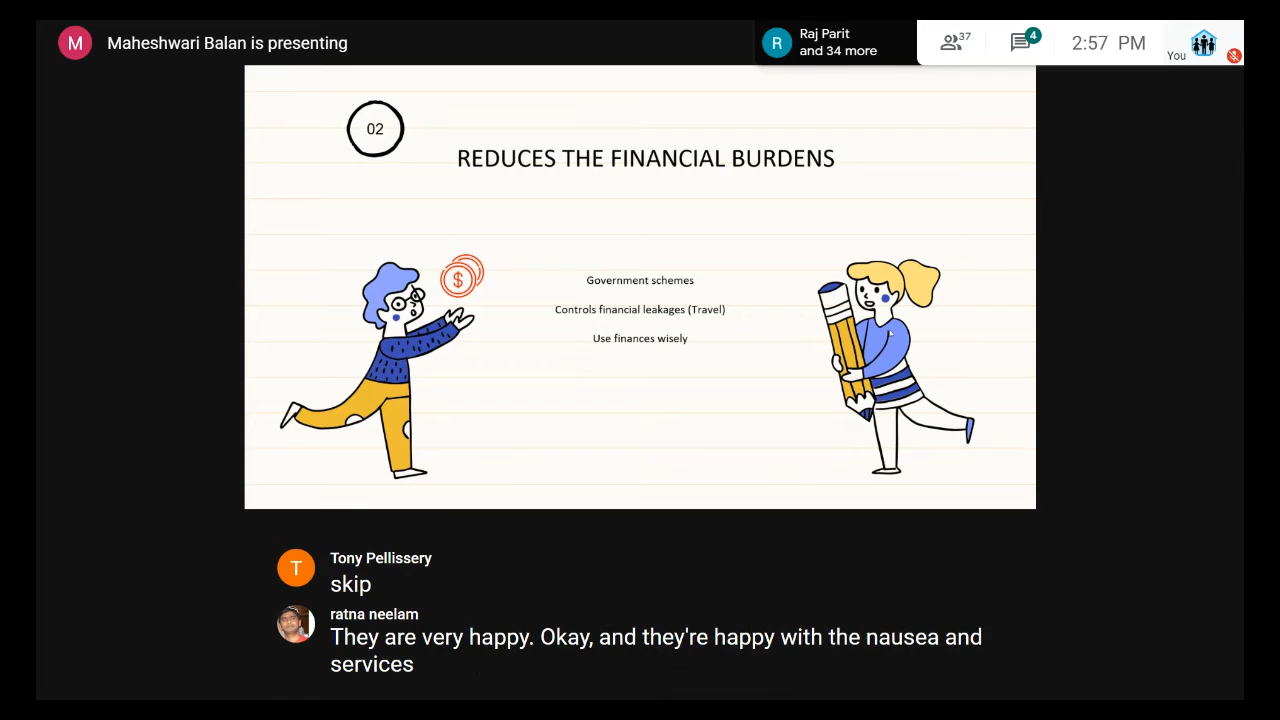 M
Maheshwari Balan is presenting
R
Raj Parit
and 34 more
37
4
2:57 PM
You
02
REDUCES THE FINANCIAL BURDENS
$
Government schemes
Controls financial leakages (Travel)
Use finances wisely
T
Tony Pellissery
skip
ratna neelam
They are very happy. Okay, and they're happy with the nausea and
services